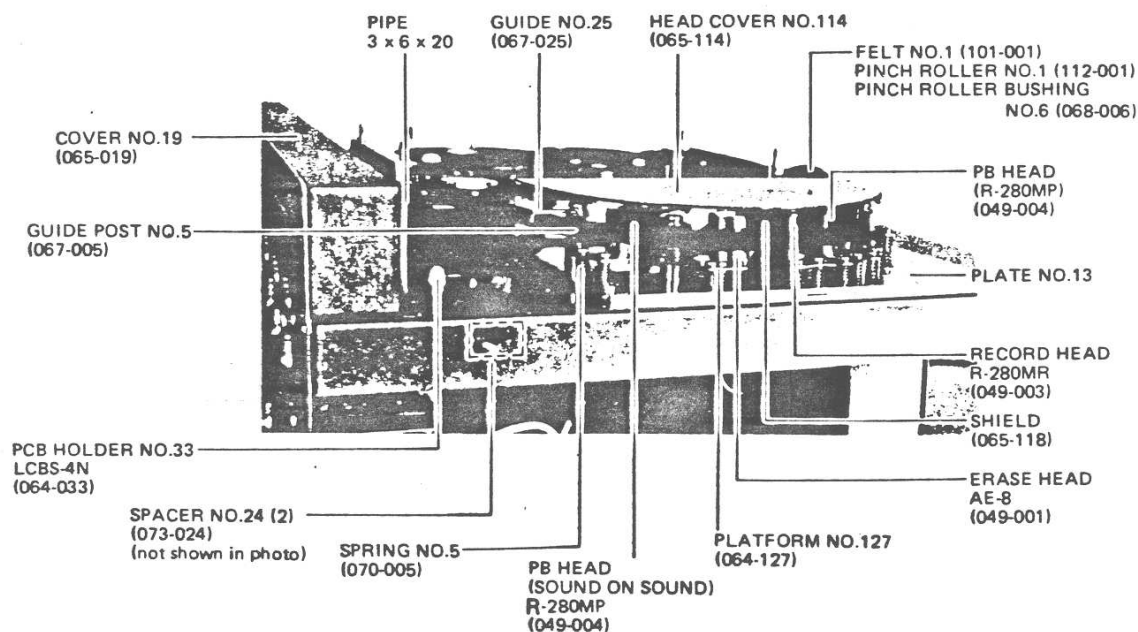 PIPE
3 x 6 x 20
GUIDE NO.25
(067-025)
HEAD COVER NO.114
(065-114)
FELT NO.1 (101-001)
PINCH ROLLER NO.1 (112-001)
PINCH ROLLER BUSHING
NO.6 (068-006)
COVER NO.19
(065-019)
PB HEAD
(R-280MP)
(049-004)
GUIDE POST NO.5
(067-005)
PLATE NO.13
RECORD HEAD
R-280MR
(049-003)
SHIELD
(065-118)
PCB HOLDER NO.33
LCBS-4N
(064-033)
ERASE HEAD
AE-8
(049-001)
SPACER NO.24 (2)
(073-024)
(not shown in photo)
SPRING NO.5
(070-005)
PB HEAD
(SOUND ON SOUND)
R-280MP
(049-004)
PLATFORM NO.127
(064-127)